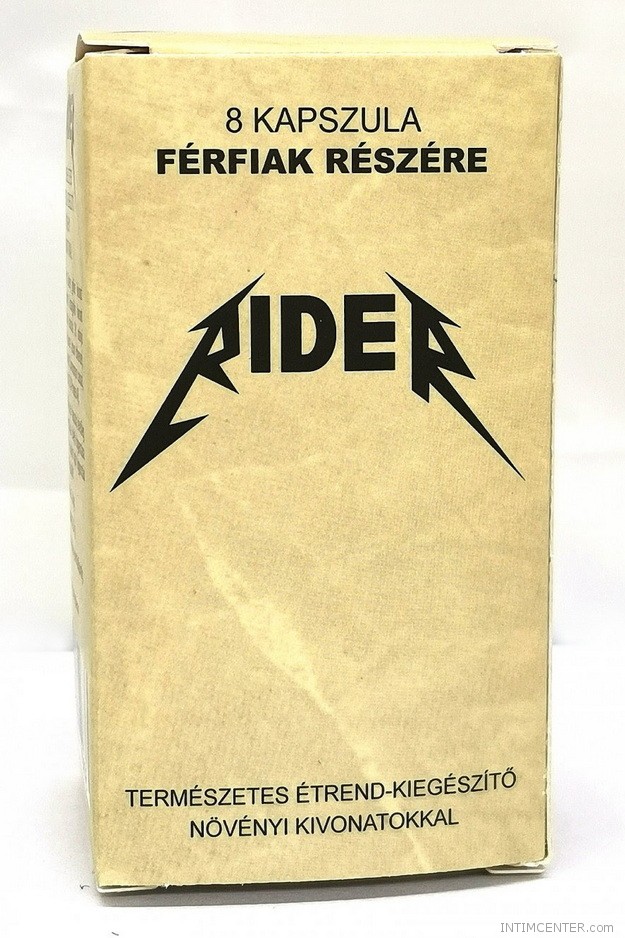 8 KAPSZULA
FÉRFIAK RÉSZÉRE
RIDER
TERMÉSZETES ÉTREND-KIEGÉSZÍTŐ
NÖVÉNYI KIVONATOKKAL
INTIMCENTER.com